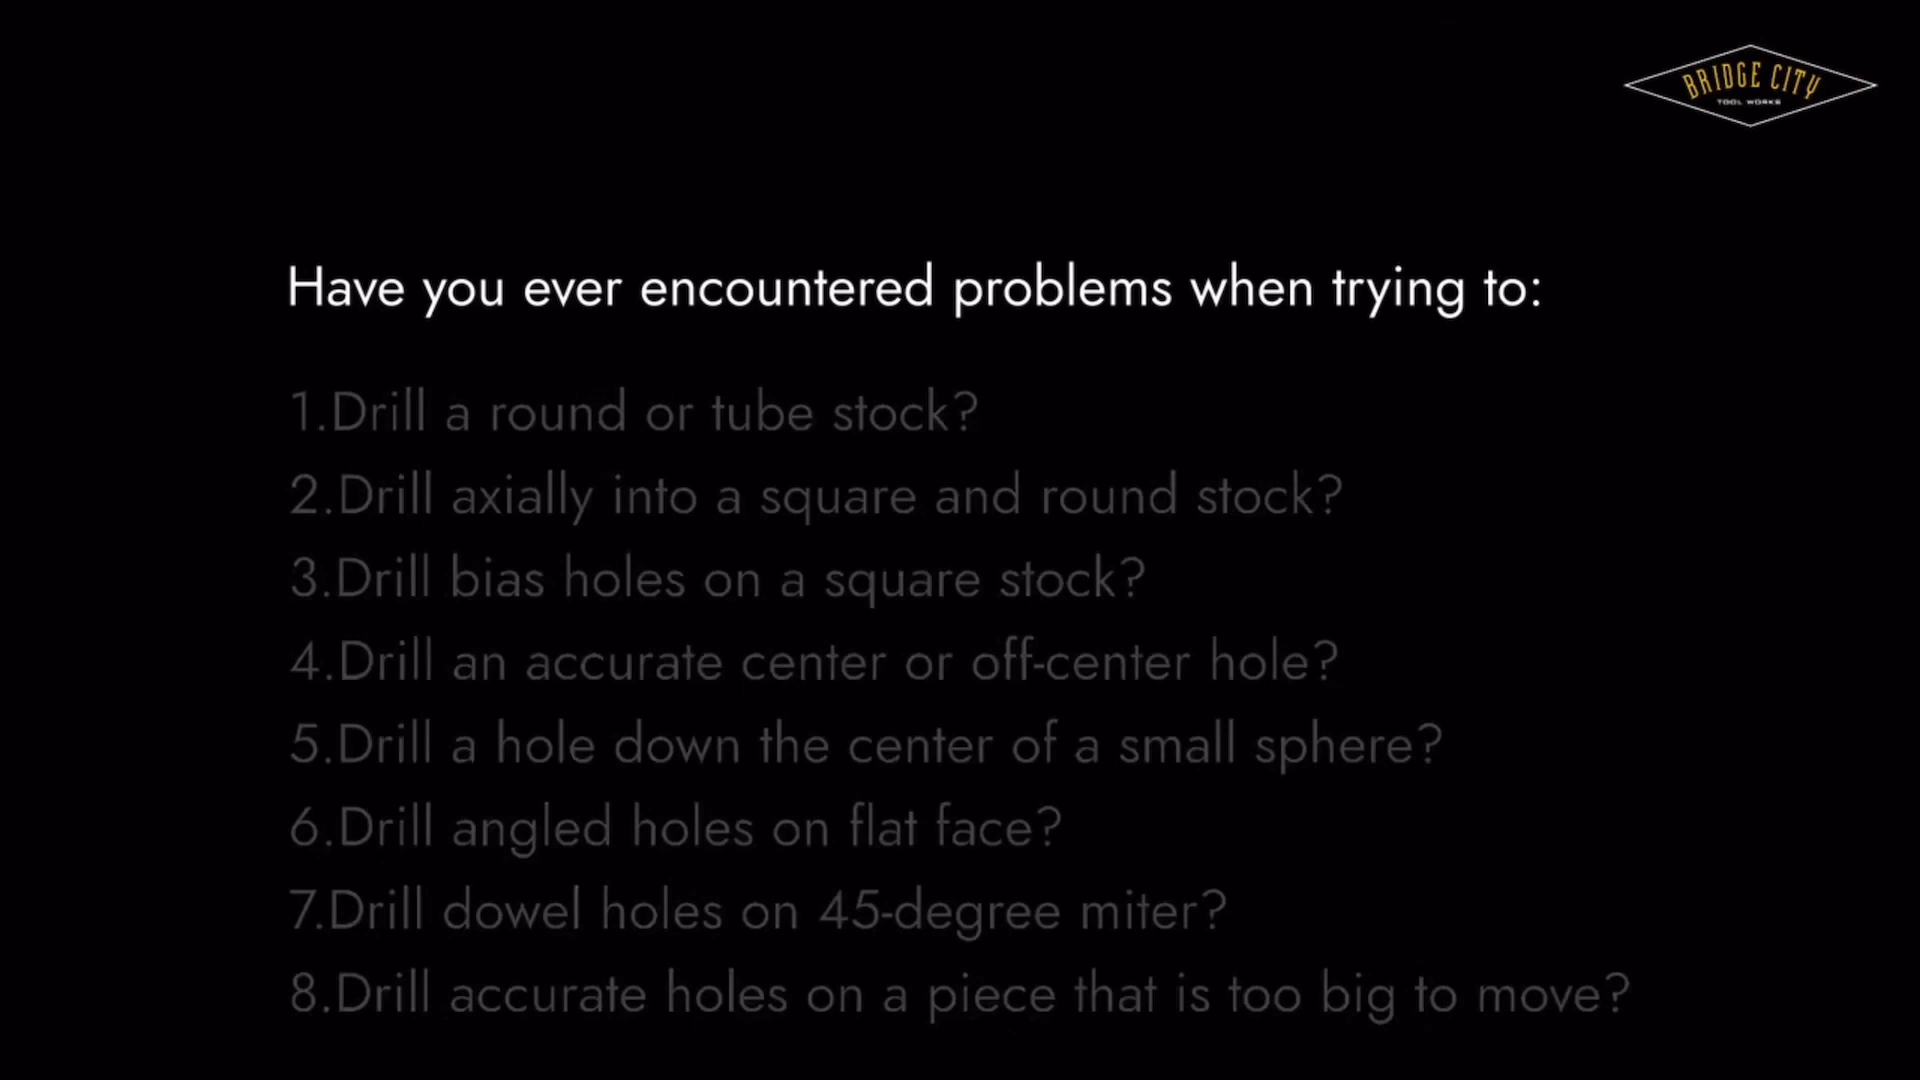 BRIDGE CITY
TOOL WORKS
Have you ever encountered problems when trying to:
1.Drill a round or tube stock?
2.Drill axially into a square and round stock?
3.Drill bias holes on a square stock?
4.Drill an accurate center or off-center hole?
5.Drill a hole down the center of a small sphere?
6.Drill angled holes on flat face?
7.Drill dowel holes on 45-degree miter?
8.Drill accurate holes on a piece that is too big to move?